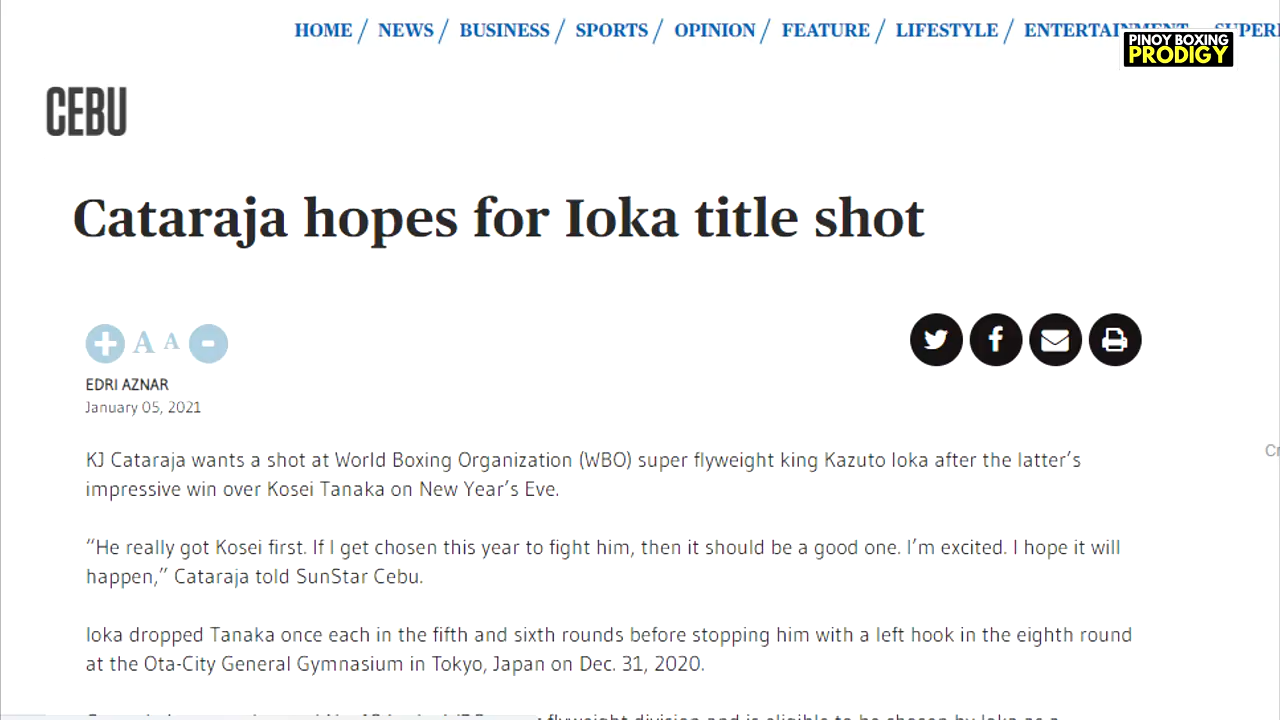 HOME / NEWS / BUSINESS / SPORTS / OPINION / FEATURE / LIFESTYLE / ENTERTAINMENT
PINOY BOXING
PRODIGY
CEBU
Cataraja hopes for Ioka title shot
+ A A -
EDRI AZNAR
January 05, 2021
KJ Cataraja wants a shot at World Boxing Organization (WBO) super flyweight king Kazuto Ioka after the latter's
impressive win over Kosei Tanaka on New Year's Eve.
"He really got Kosei first. If I get chosen this year to fight him, then it should be a good one. I'm excited. I hope it will
happen," Cataraja told SunStar Cebu.
Ioka dropped Tanaka once each in the fifth and sixth rounds before stopping him with a left hook in the eighth round
at the Ota-City General Gymnasium in Tokyo, Japan on Dec. 31, 2020.
flyweight division and is eligible to be chosen by Ioka as a